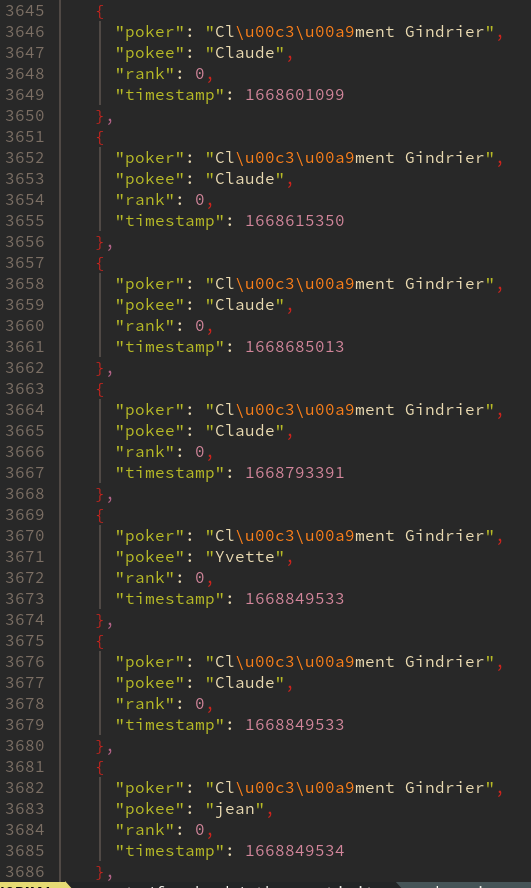 3645 {
3646 "poker": "Cl\u00c3\u00a9ment Gindrier",
3647 "pokee": "Claude",
3648 "rank": 0,
3649 "timestamp": 1668601099
3650 },
3651 {
3652 "poker": "Cl\u00c3\u00a9ment Gindrier",
3653 "pokee": "Claude",
3654 "rank": 0,
3655 "timestamp": 1668615350
3656 },
3657 {
3658 "poker": "Cl\u00c3\u00a9ment Gindrier",
3659 "pokee": "Claude",
3660 "rank": 0,
3661 "timestamp": 1668685013
3662 },
3663 {
3664 "poker": "Cl\u00c3\u00a9ment Gindrier",
3665 "pokee": "Claude",
3666 "rank": 0,
3667 "timestamp": 1668793391
3668 },
3669 {
3670 "poker": "Cl\u00c3\u00a9ment Gindrier",
3671 "pokee": "Yvette",
3672 "rank": 0,
3673 "timestamp": 1668849533
3674 },
3675 {
3676 "poker": "Cl\u00c3\u00a9ment Gindrier",
3677 "pokee": "Claude",
3678 "rank": 0,
3679 "timestamp": 1668849533
3680 },
3681 {
3682 "poker": "Cl\u00c3\u00a9ment Gindrier",
3683 "pokee": "jean",
3684 "rank": 0,
3685 "timestamp": 1668849534
3686 },